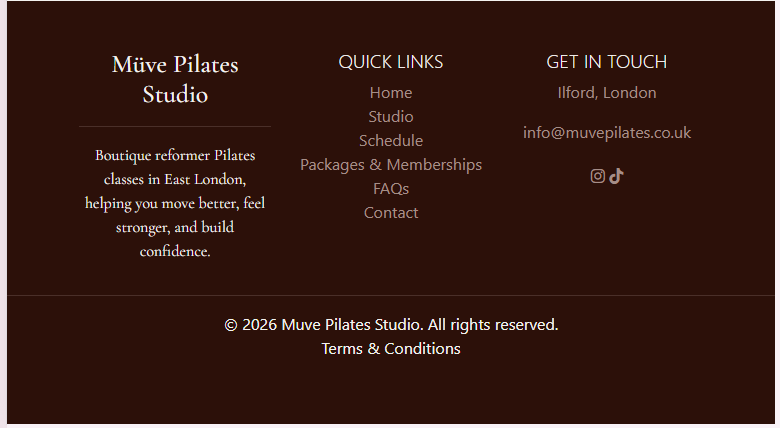 Müve Pilates
Studio
Boutique reformer Pilates
classes in East London,
helping you move better, feel
stronger, and build
confidence.
QUICK LINKS
Home
Studio
Schedule
Packages & Memberships
FAQs
Contact
GET IN TOUCH
Ilford, London
info@muvepilates.co.uk
© 2026 Muve Pilates Studio. All rights reserved.
Terms & Conditions